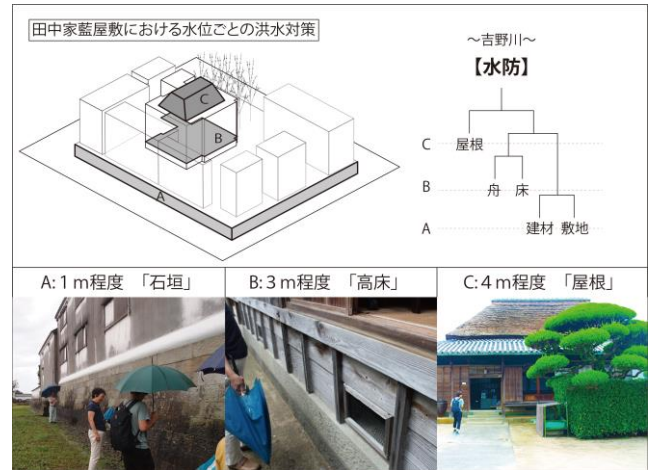 田中家藍屋敷における水位ごとの洪水対策
C
B
A
～吉野川～
【水防】
C
屋根
B
舟 床
A
建材 敷地
A: 1 m程度 「石垣」
B: 3 m程度 「高床」
C: 4 m程度 「屋根」